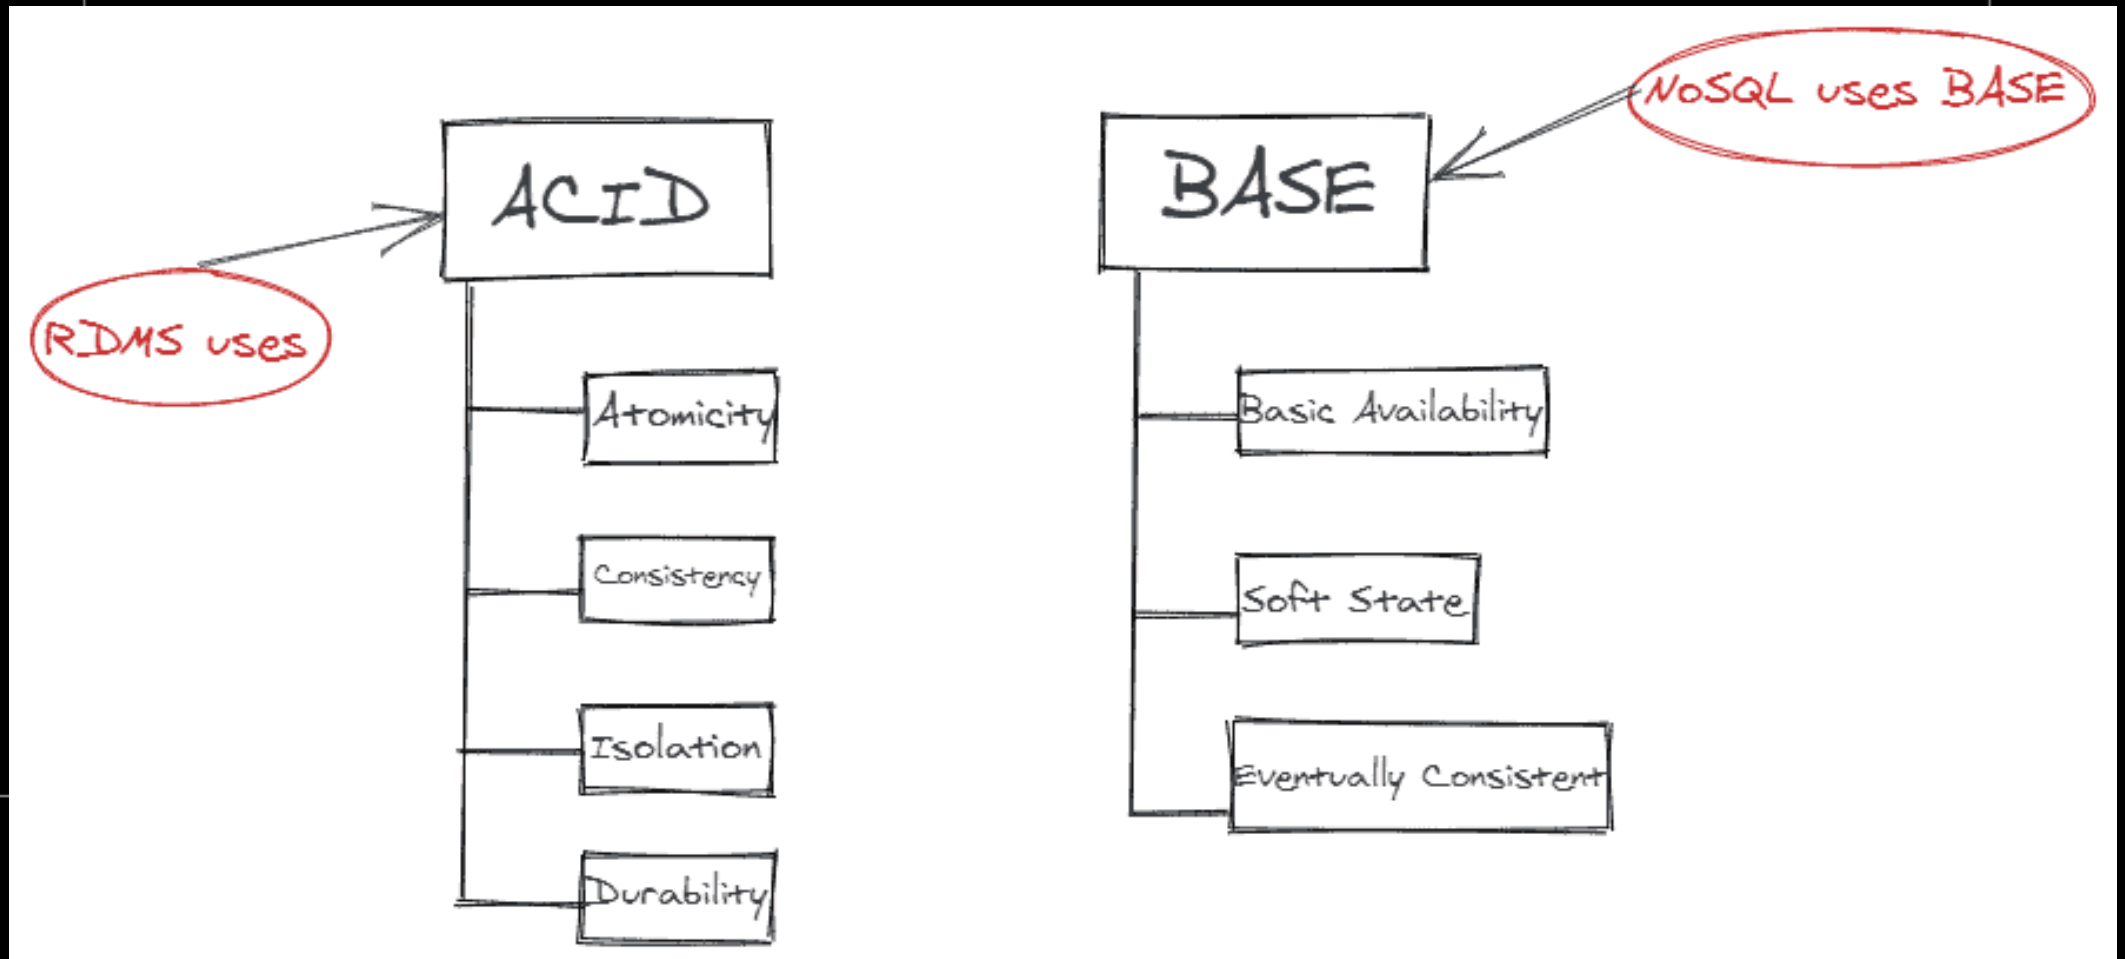 NoSQL uses BASE
ACID
BASE
RDMS uses
Atomicity
Basic Availability
Consistency
Soft State
Isolation
Eventually Consistent
Durability